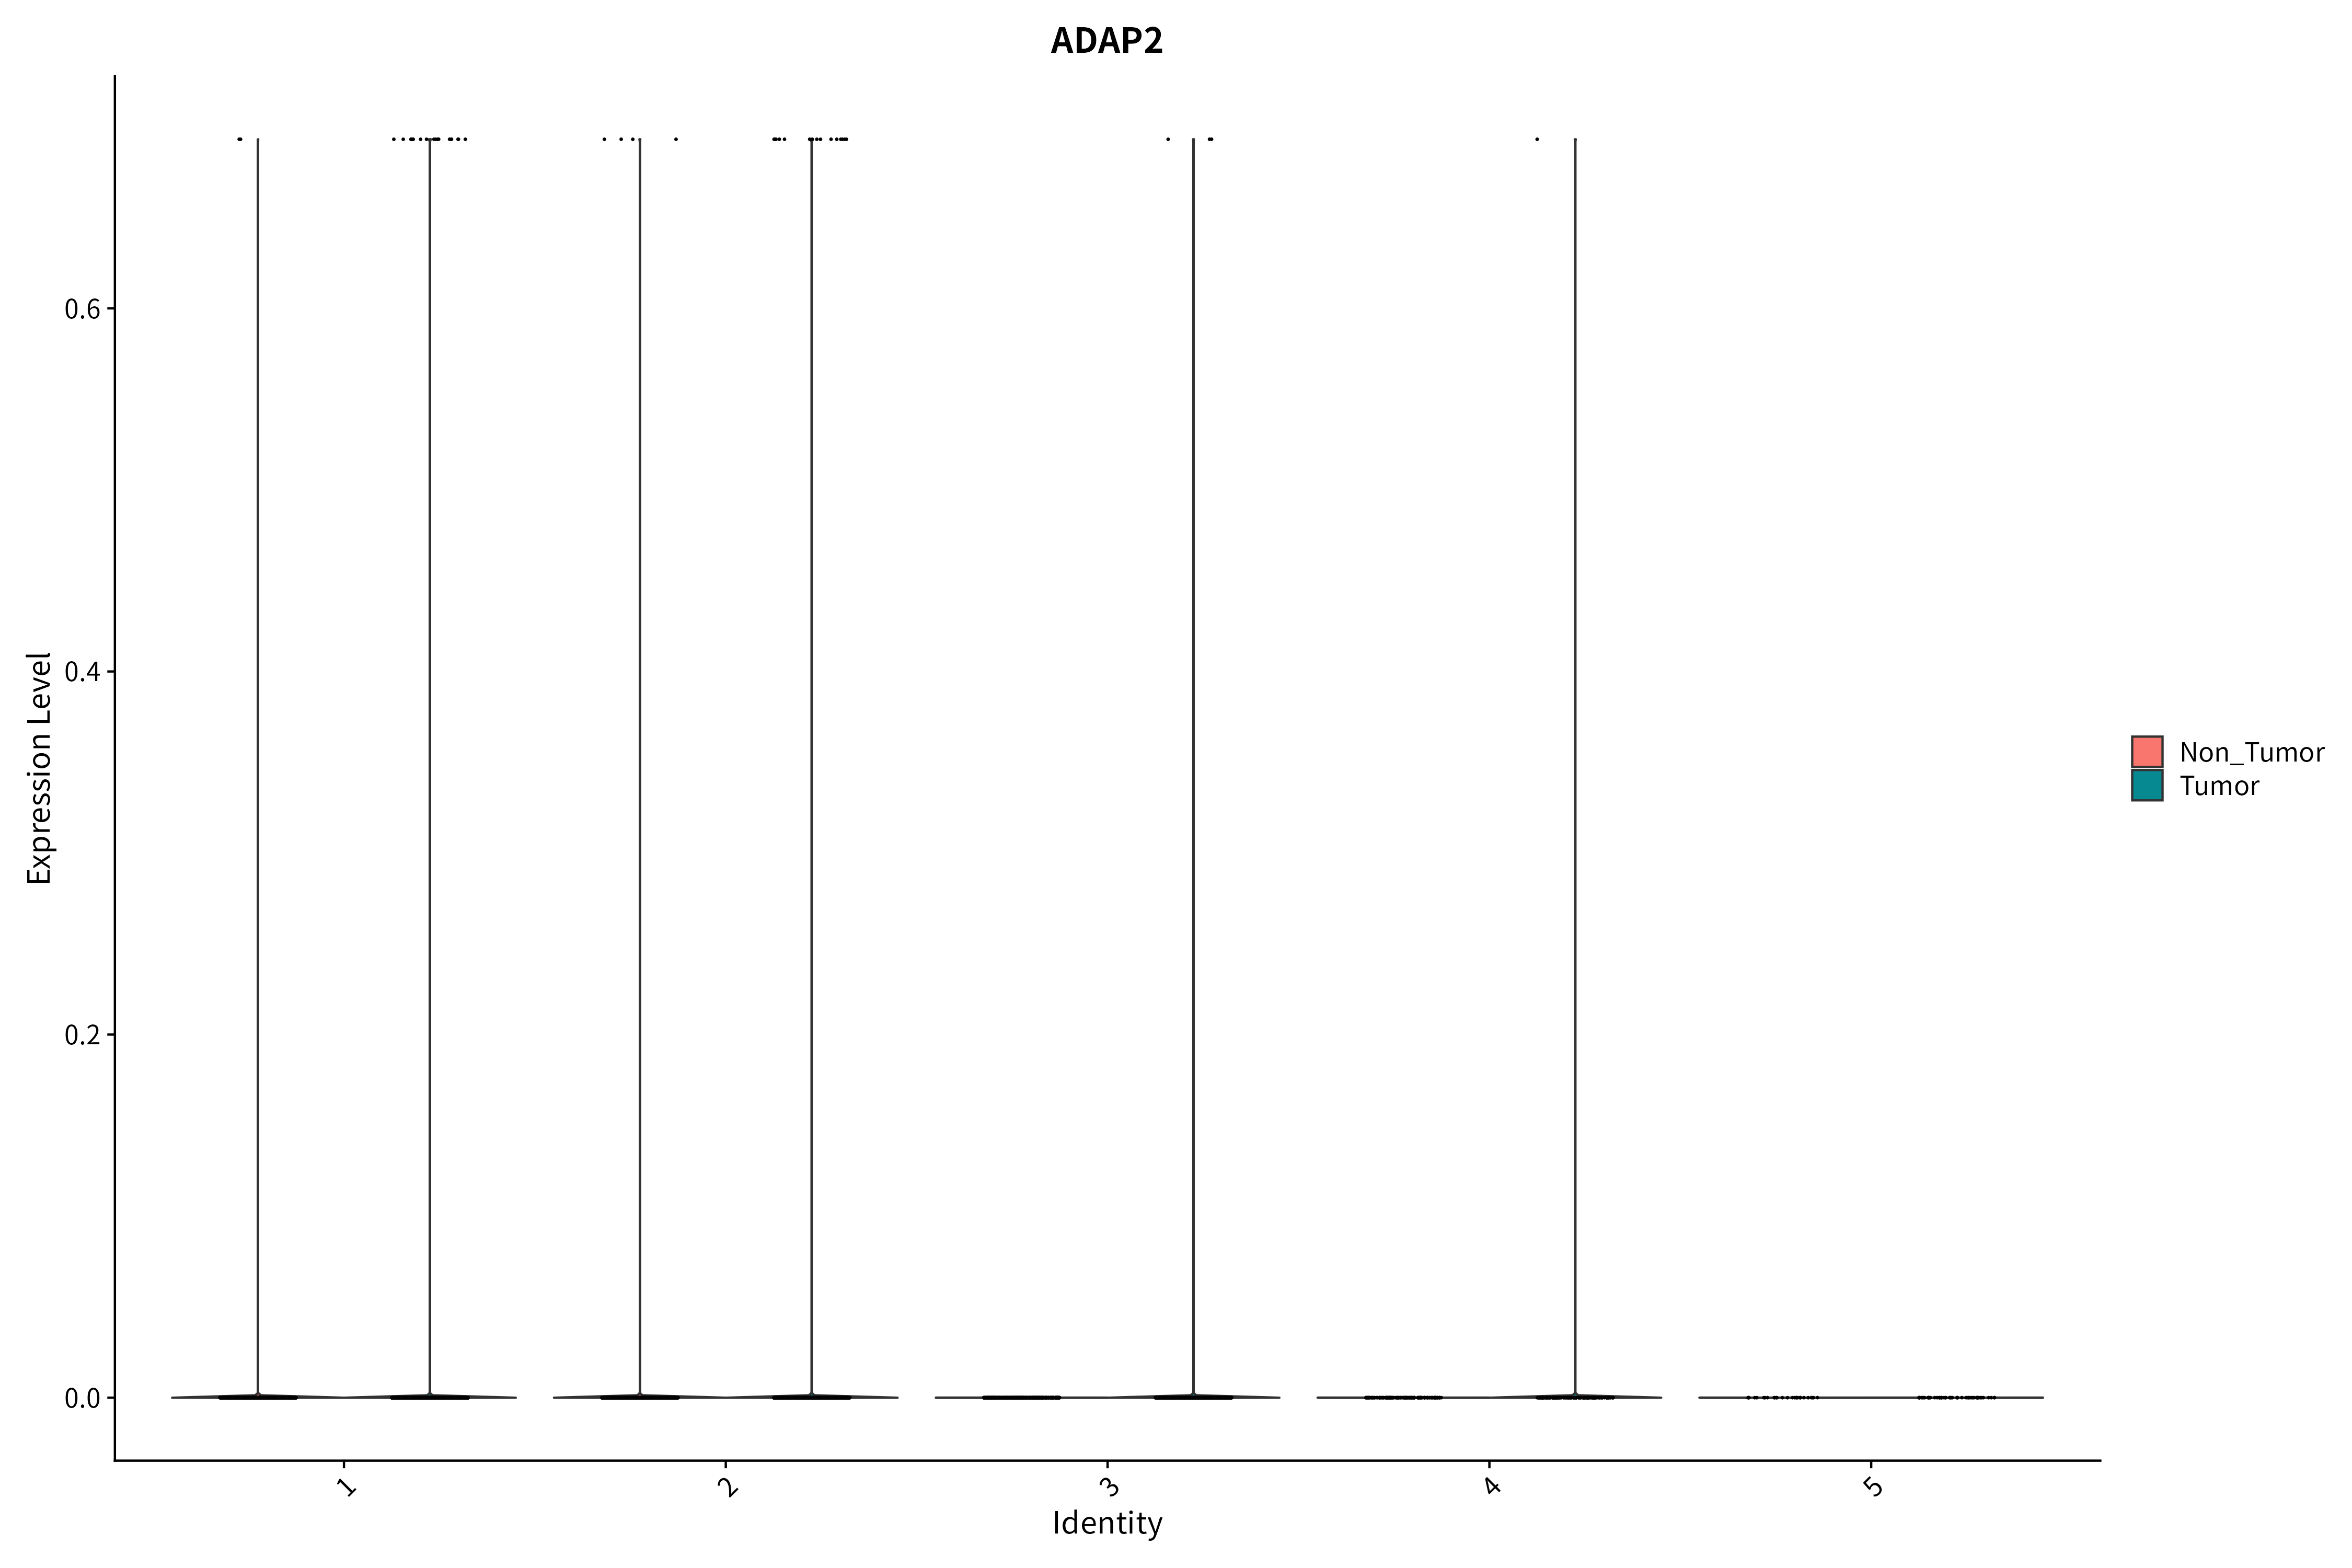 ADAP2
Expression Level
0.6
0.4
0.2
0.0
1
2
3
4
5
Identity
Non_Tumor
Tumor